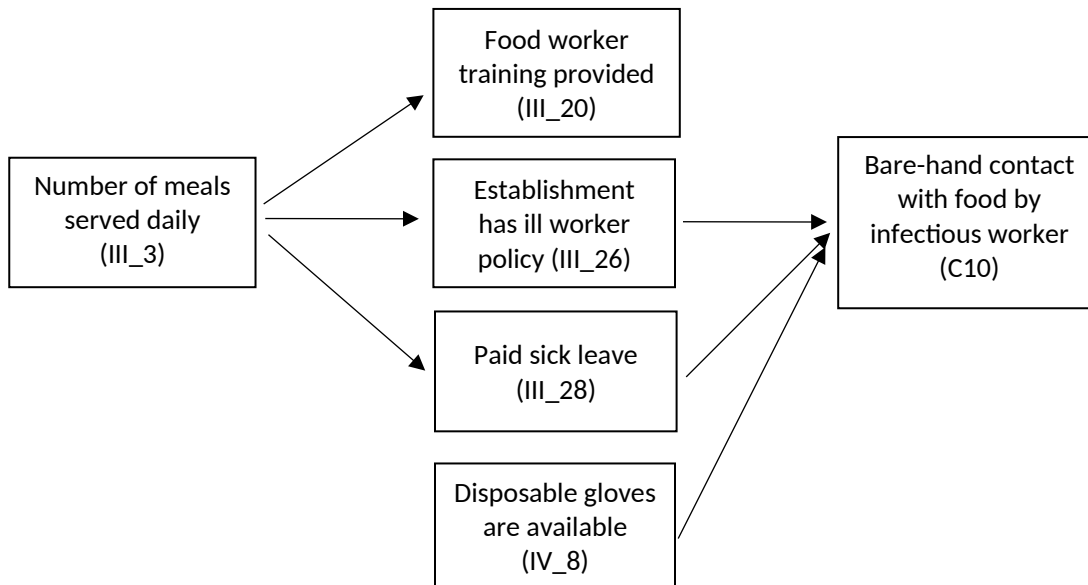 Number of meals
served daily
(III_3)
Food worker
training provided
(III_20)
Establishment
has ill worker
policy (III_26)
Paid sick leave
(III_28)
Disposable gloves
are available
(IV_8)
Bare-hand contact
with food by
infectious worker
(C10)